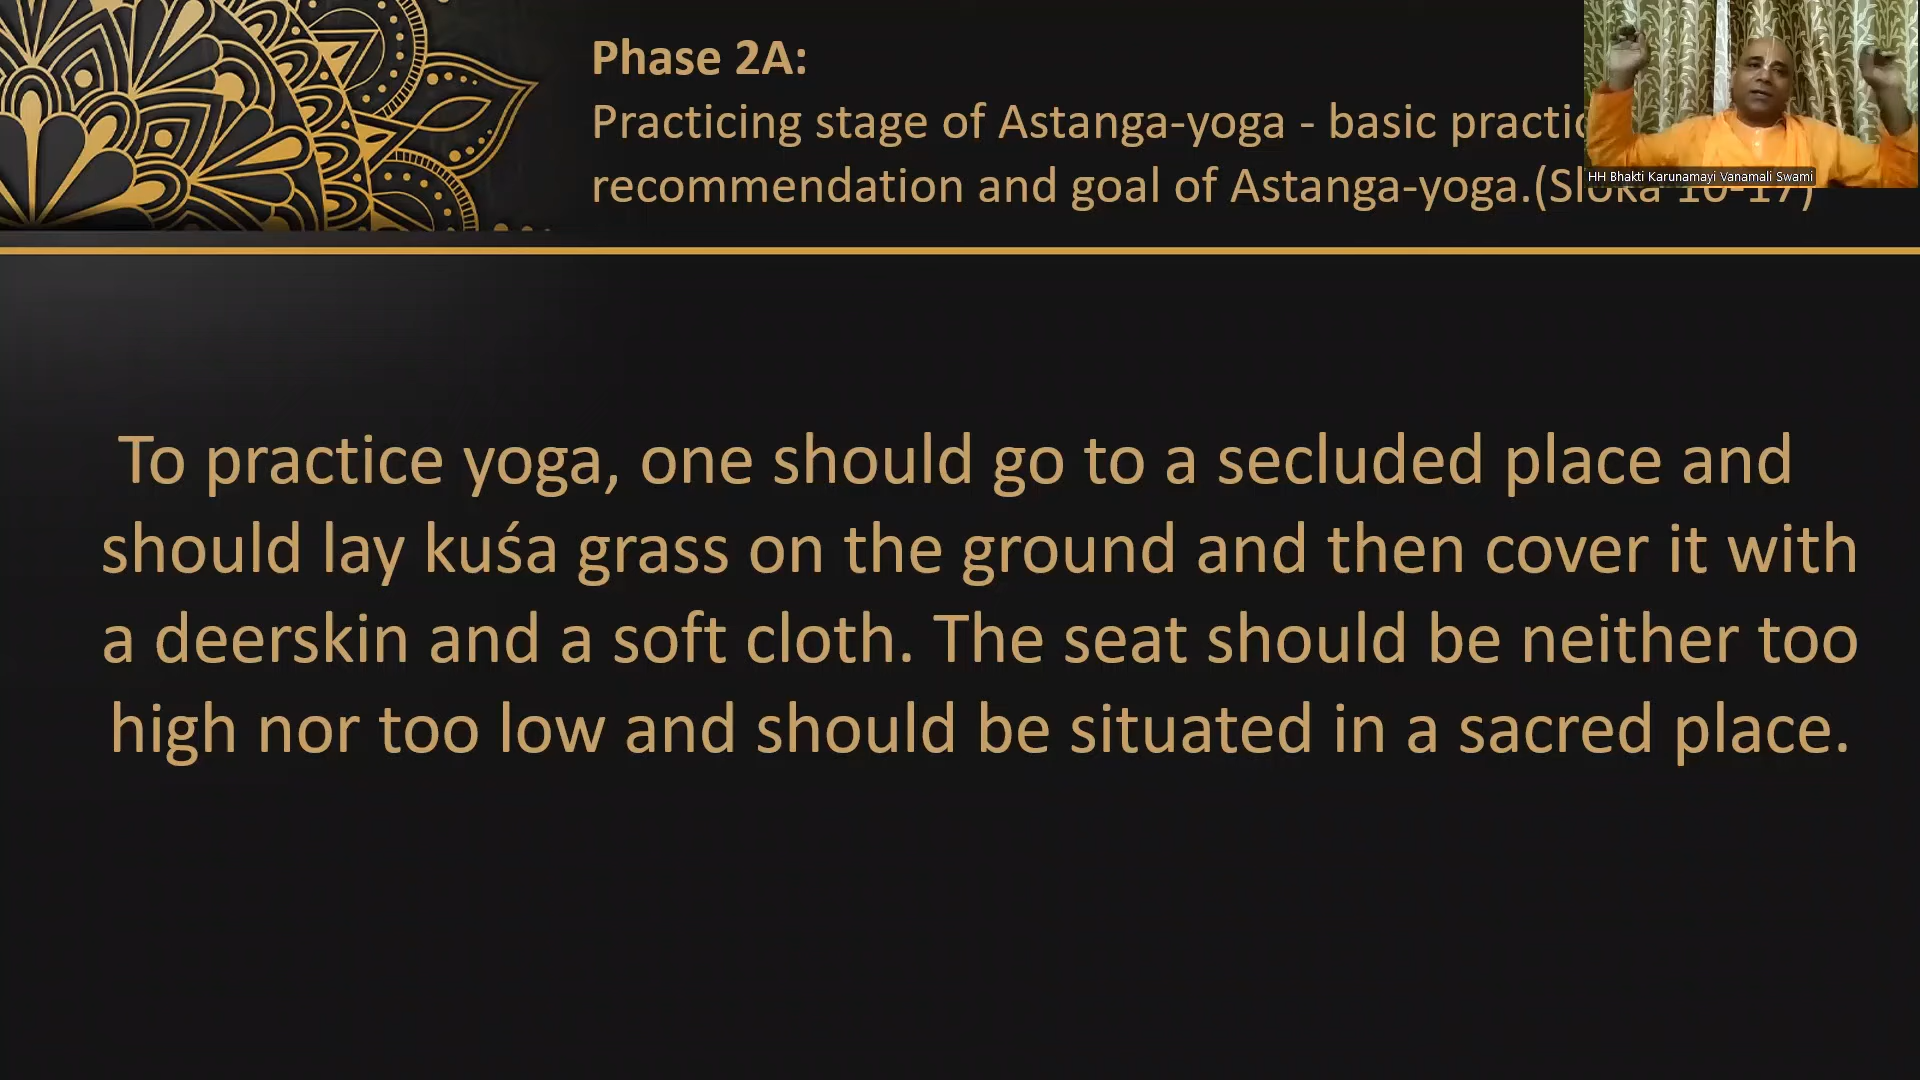 Phase 2A:
Practicing stage of Astanga-yoga - basic
recommendation and goal of Astanga-yoga.
HH Bhakti Karunamayi Vanamali Swami
To practice yoga, one should go to a secluded place and
should lay kuśa grass on the ground and then cover it with
a deerskin and a soft cloth. The seat should be neither too
high nor too low and should be situated in a sacred place.